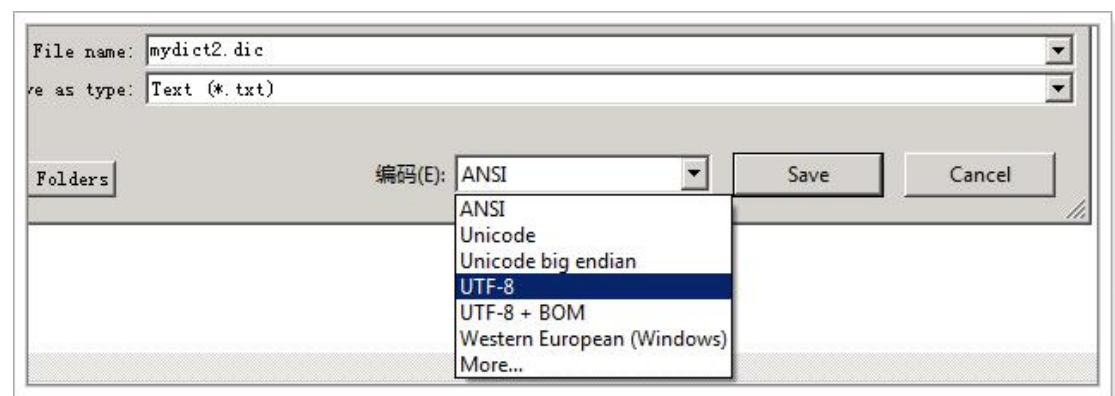 File name: mydict2.dic
ve as type: Text (*.txt)
Folders 编码(E): ANSI Save Cancel
ANSI
Unicode
Unicode big endian
UTF-8
UTF-8 + BOM
Western European (Windows)
More...